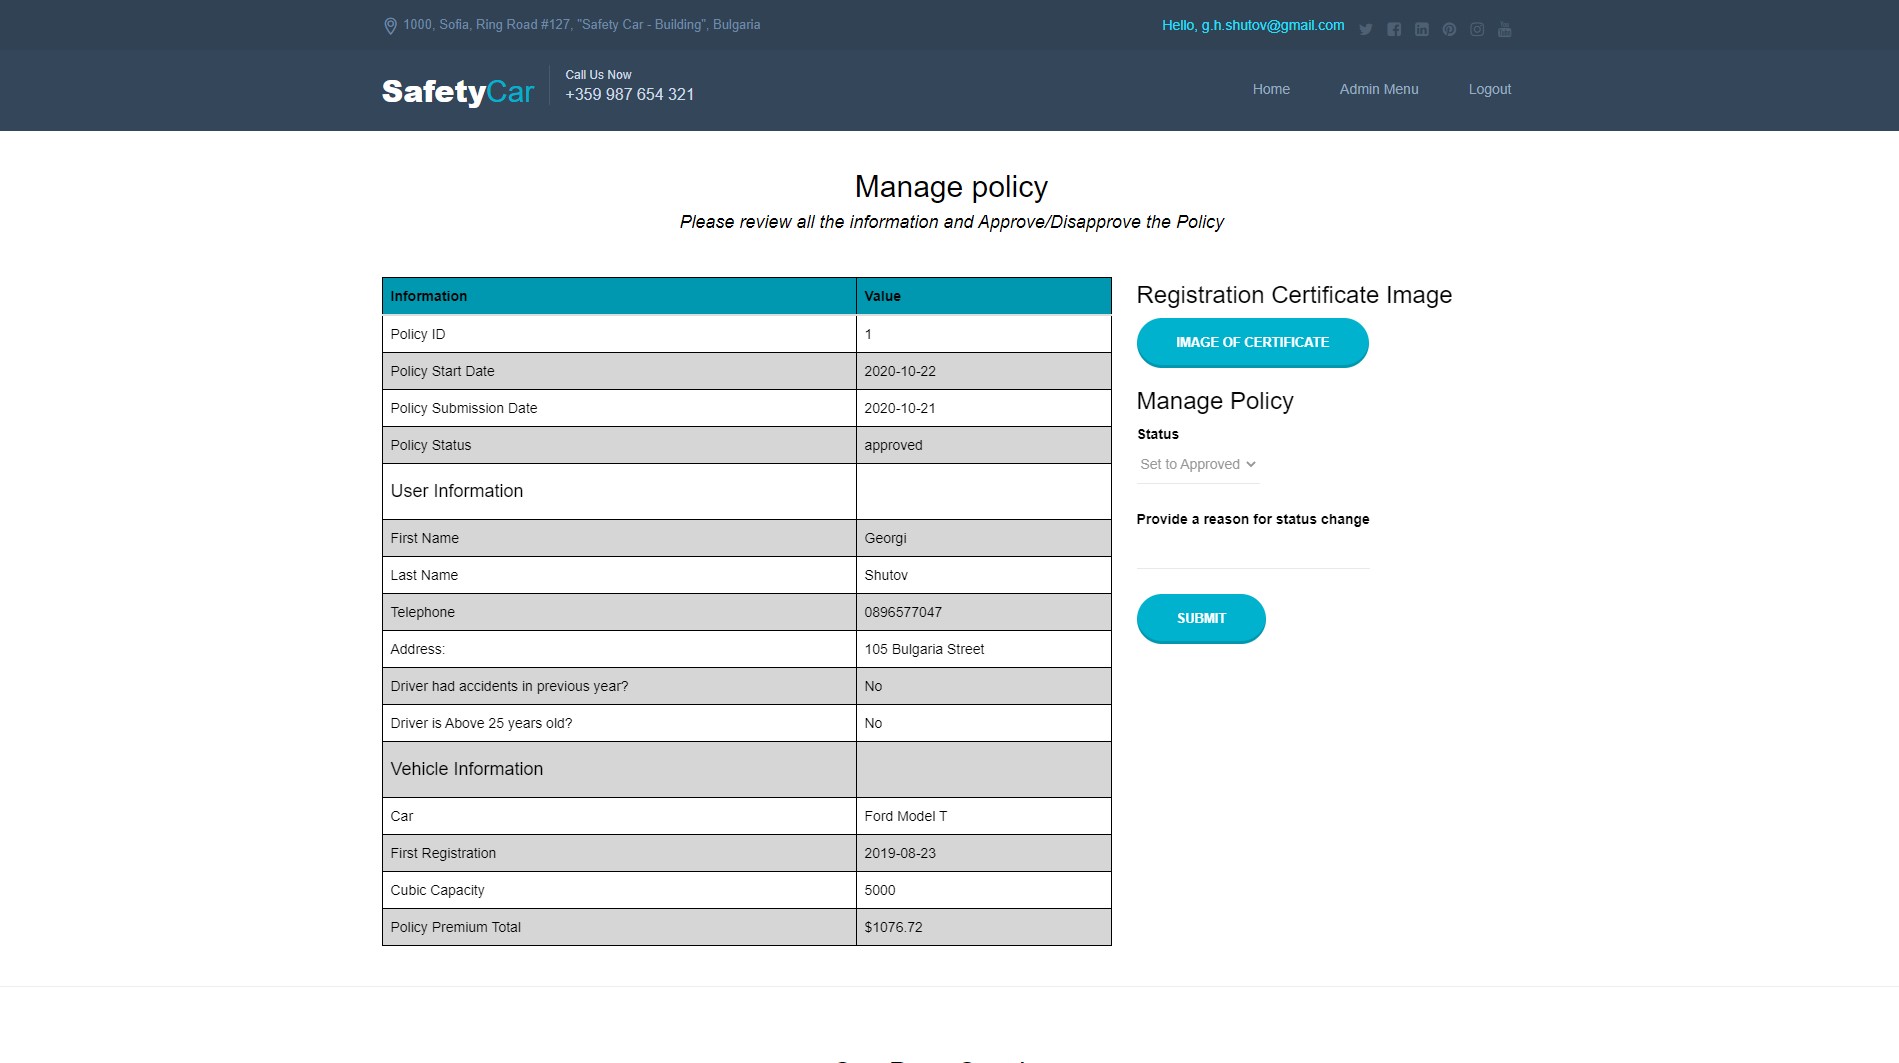 1000, Sofia, Ring Road #127, "Safety Car - Building", Bulgaria
Hello, g.h.shutov@gmail.com
SafetyCar
Call Us Now
+359 987 654 321
Home
Admin Menu
Logout
Manage policy
Please review all the information and Approve/Disapprove the Policy
Information Value
Policy ID 1
Policy Start Date 2020-10-22
Policy Submission Date 2020-10-21
Policy Status approved
User Information
First Name Georgi
Last Name Shutov
Telephone 0896577047
Address: 105 Bulgaria Street
Driver had accidents in previous year? No
Driver is Above 25 years old? No
Vehicle Information
Car Ford Model T
First Registration 2019-08-23
Cubic Capacity 5000
Policy Premium Total $1076.72
Registration Certificate Image
IMAGE OF CERTIFICATE
Manage Policy
Status
Set to Approved
Provide a reason for status change
SUBMIT